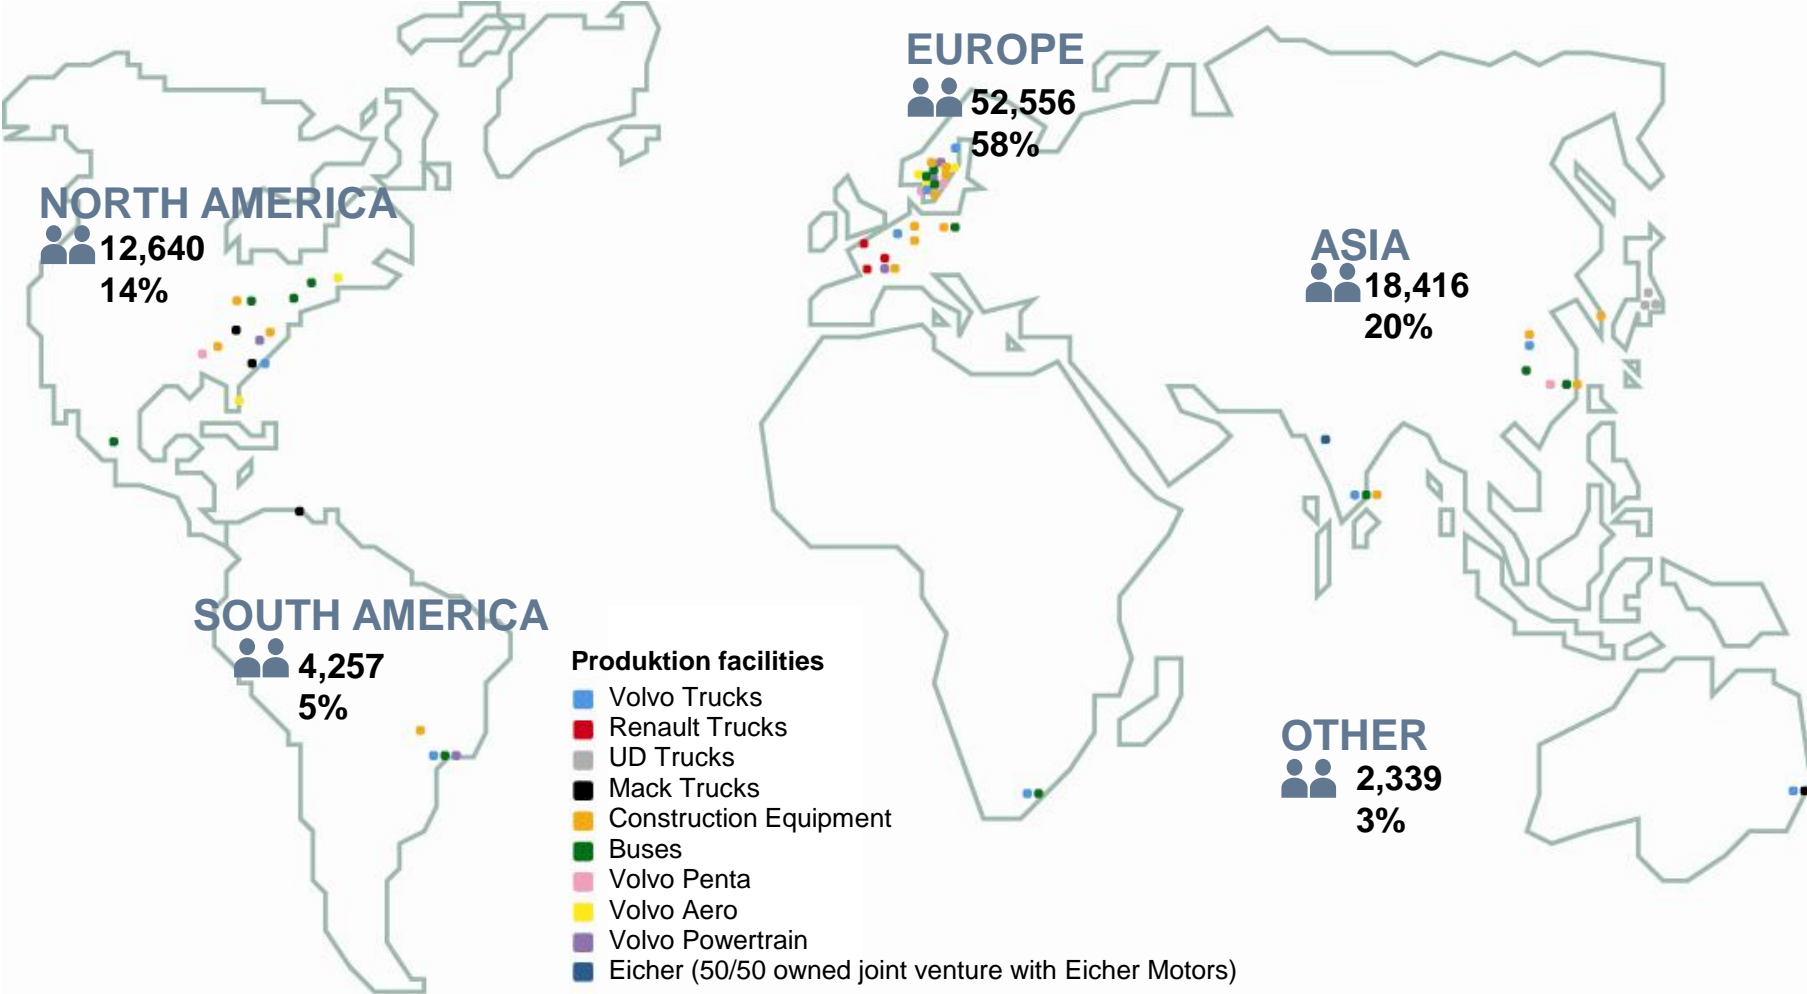 EUROPE
52,556
58%
NORTH AMERICA
12,640
14%
ASIA
18,416
20%
SOUTH AMERICA
4,257
5%
Produktion facilities
Volvo Trucks
Renault Trucks
UD Trucks
Mack Trucks
Construction Equipment
Buses
Volvo Penta
Volvo Aero
Volvo Powertrain
Eicher (50/50 owned joint venture with Eicher Motors)
OTHER
2,339
3%